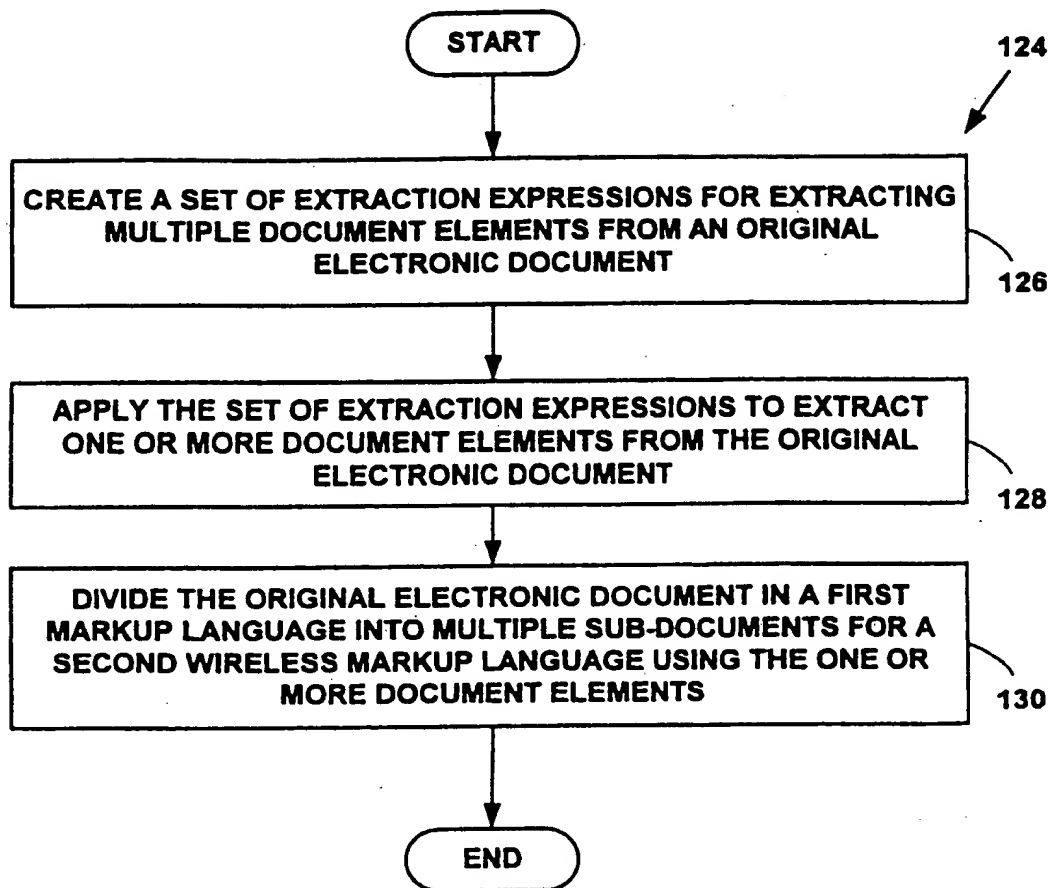 START
124
CREATE A SET OF EXTRACTION EXPRESSIONS FOR EXTRACTING
MULTIPLE DOCUMENT ELEMENTS FROM AN ORIGINAL
ELECTRONIC DOCUMENT
126
APPLY THE SET OF EXTRACTION EXPRESSIONS TO EXTRACT
ONE OR MORE DOCUMENT ELEMENTS FROM THE ORIGINAL
ELECTRONIC DOCUMENT
128
DIVIDE THE ORIGINAL ELECTRONIC DOCUMENT IN A FIRST
MARKUP LANGUAGE INTO MULTIPLE SUB-DOCUMENTS FOR A
SECOND WIRELESS MARKUP LANGUAGE USING THE ONE OR
MORE DOCUMENT ELEMENTS
130
END